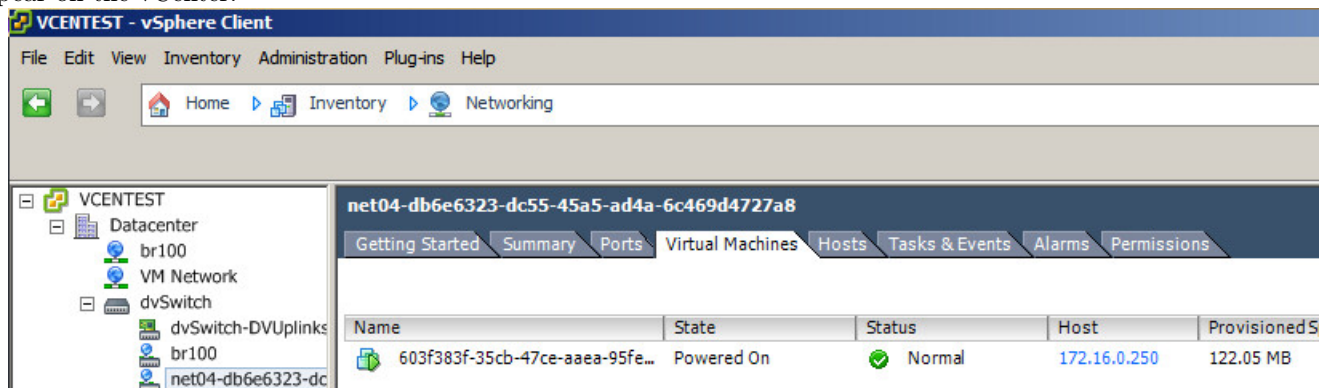 VCENTEST - vSphere Client
File Edit View Inventory Administration Plug-ins Help
Home Inventory Networking
VCENTEST
Datacenter
br100
VM Network
dvSwitch
dvSwitch-DVUplinks
br100
net04-db6e6323-dc
net04-db6e6323-dc55-45a5-ad4a-6c469d4727a8
Getting Started Summary Ports Virtual Machines Hosts Tasks & Events Alarms Permissions
Name State Status Host Provisioned S
603f383f-35cb-47ce-aaea-95fe... Powered On Normal 172.16.0.250 122.05 MB